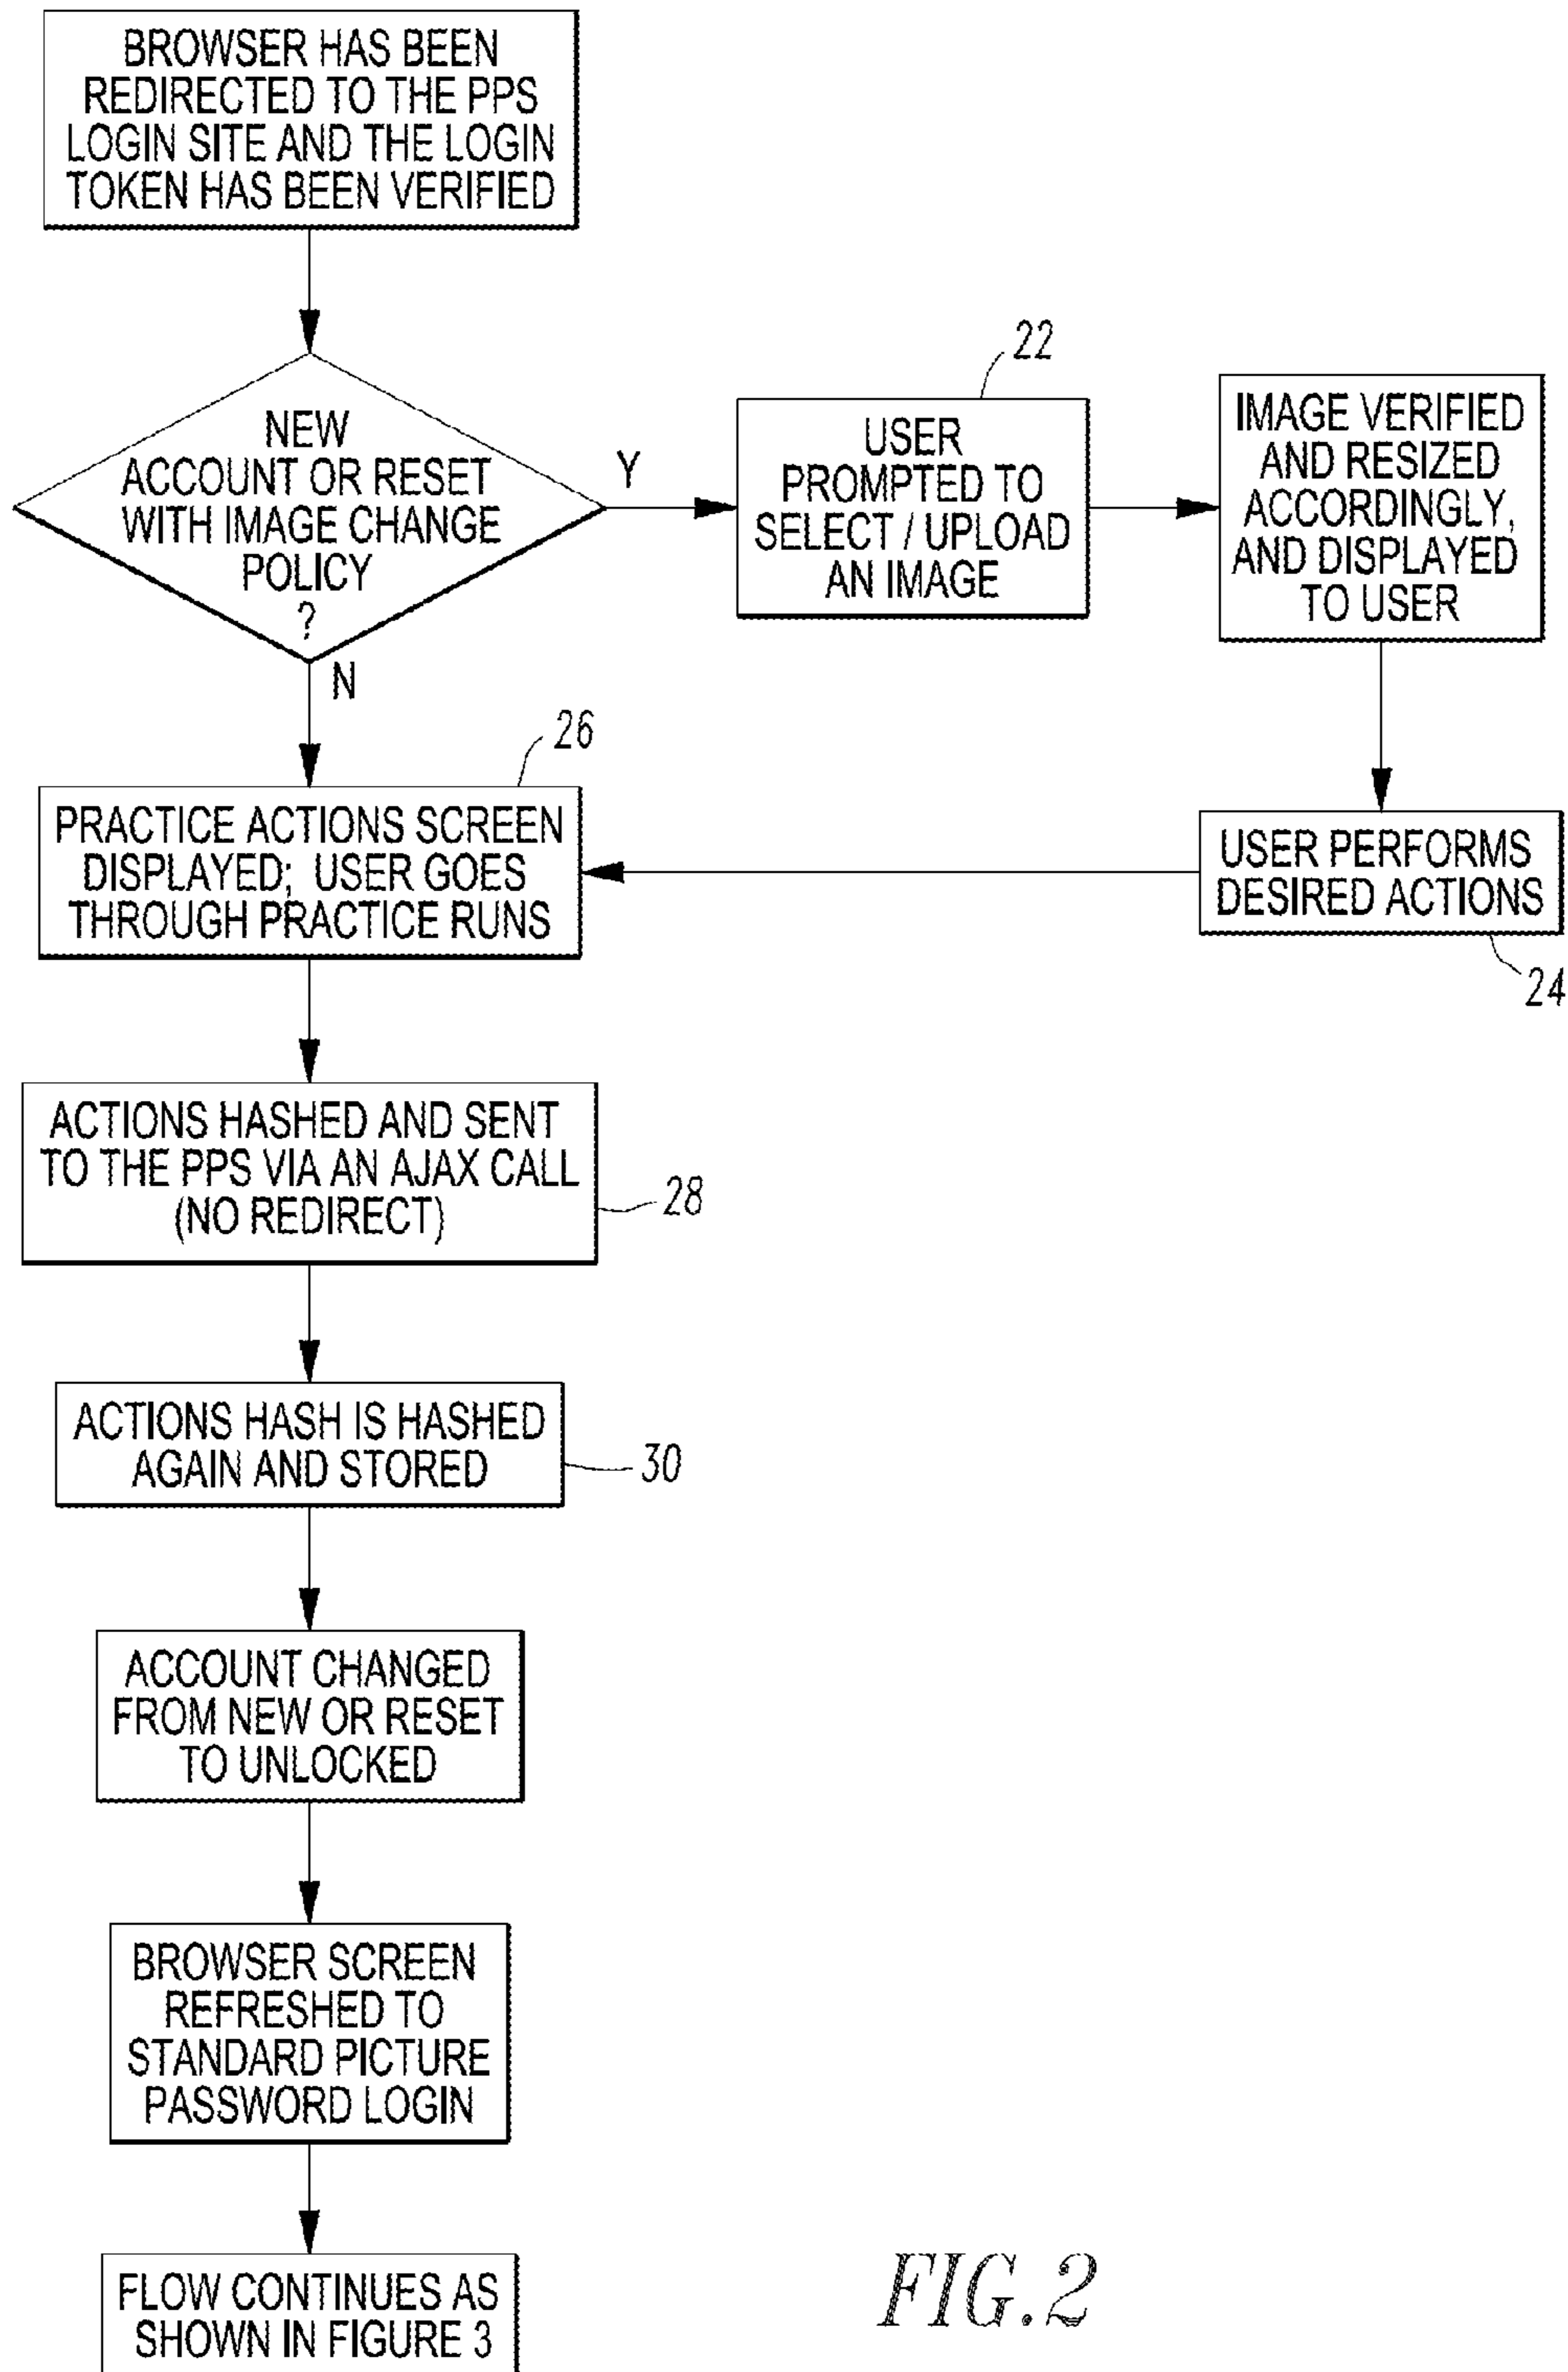 BROWSER HAS BEEN
REDIRECTED TO THE PPS
LOGIN SITE AND THE LOGIN
TOKEN HAS BEEN VERIFIED
NEW
ACCOUNT OR RESET
WITH IMAGE CHANGE
POLICY
?
Y
N
22
USER
PROMPTED TO
SELECT / UPLOAD
AN IMAGE
IMAGE VERIFIED
AND RESIZED
ACCORDINGLY,
AND DISPLAYED
TO USER
USER PERFORMS
DESIRED ACTIONS
24
26
PRACTICE ACTIONS SCREEN
DISPLAYED; USER GOES
THROUGH PRACTICE RUNS
ACTIONS HASHED AND SENT
TO THE PPS VIA AN AJAX CALL
(NO REDIRECT)
28
ACTIONS HASH IS HASHED
AGAIN AND STORED
30
ACCOUNT CHANGED
FROM NEW OR RESET
TO UNLOCKED
BROWSER SCREEN
REFRESHED TO
STANDARD PICTURE
PASSWORD LOGIN
FLOW CONTINUES AS
SHOWN IN FIGURE 3
FIG.2